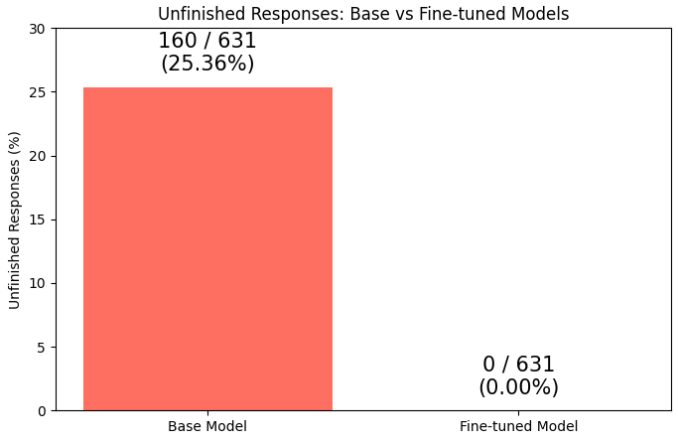 Unfinished Responses: Base vs Fine-tuned Models
30
160 / 631
(25.36%)
25
20
Unfinished Responses (%)
15
10
5
0 / 631
(0.00%)
0
Base Model
Fine-tuned Model